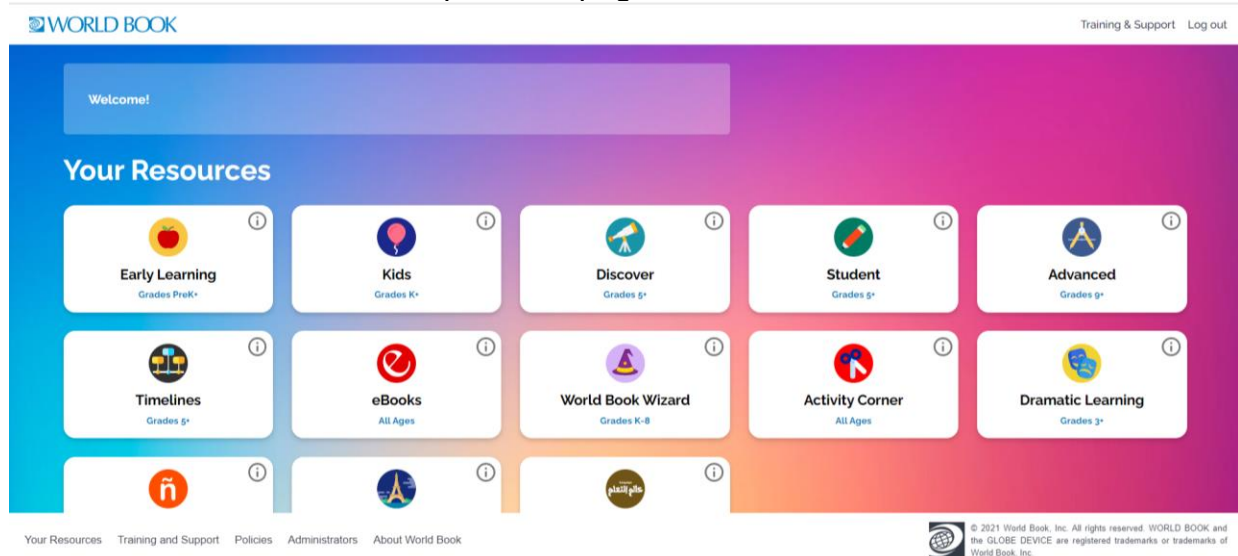 WORLD BOOK
Training & Support Log out
Welcome!
Your Resources
Early Learning
Grades PreK+
Kids
Grades K+
Discover
Grades 5+
Student
Grades 5+
Advanced
Grades 9+
Timelines
Grades 5+
eBooks
All Ages
World Book Wizard
Grades K-8
Activity Corner
All Ages
Dramatic Learning
Grades 3+
ñ
عالم التعلم
Your Resources Training and Support Policies Administrators About World Book
© 2021 World Book, Inc. All rights reserved. WORLD BOOK and
the GLOBE DEVICE are registered trademarks or trademarks of
World Book, Inc.